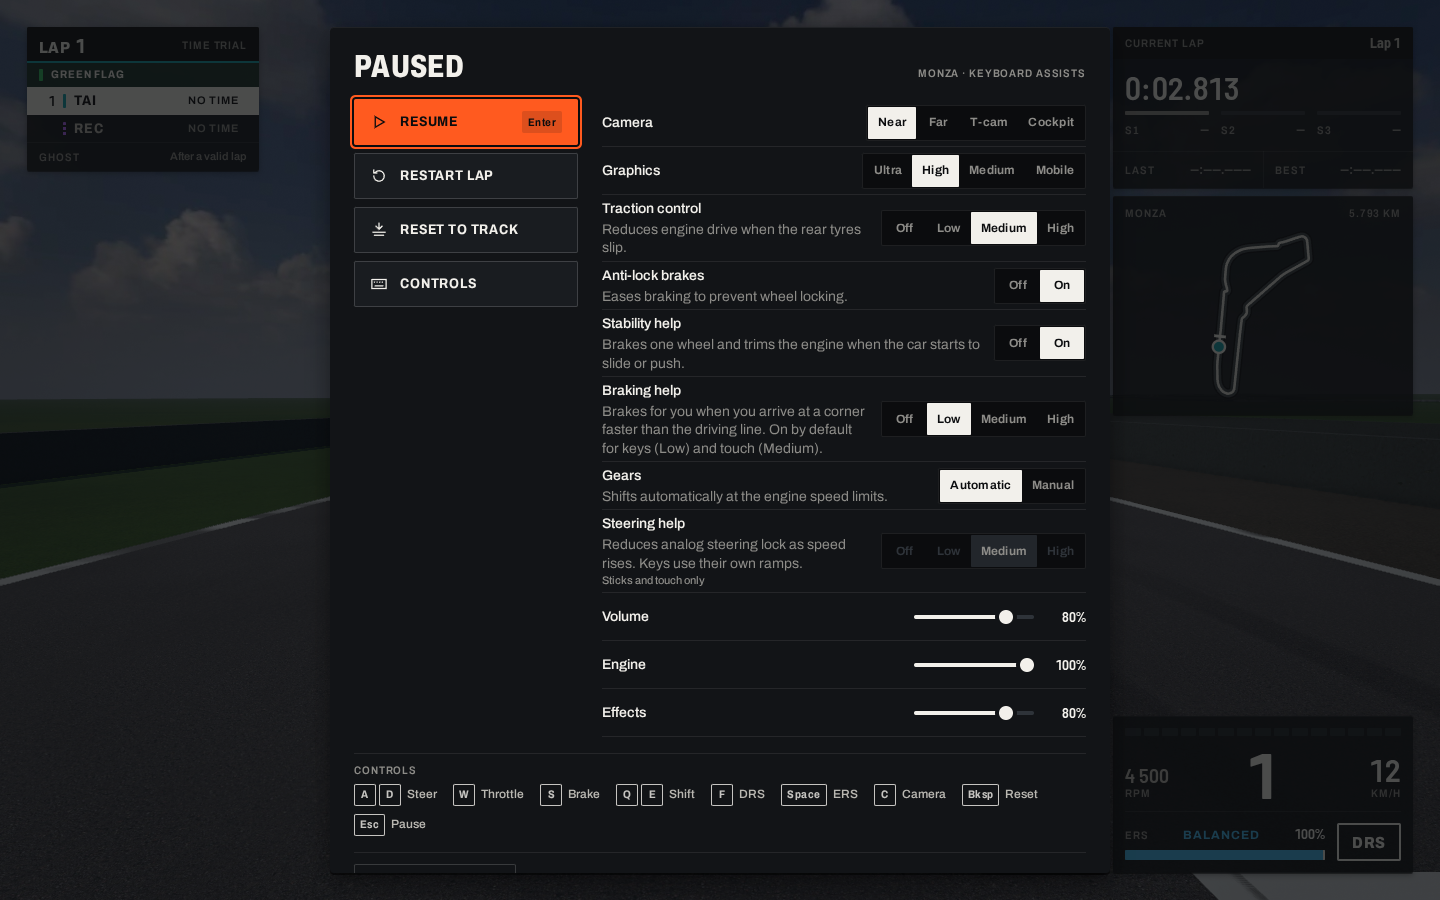 LAP 1
TIME TRIAL
GREEN FLAG
1 TAI NO TIME
REC NO TIME
GHOST After a valid lap
PAUSED
MONZA · KEYBOARD ASSISTS
RESUME Enter
RESTART LAP
RESET TO TRACK
CONTROLS
Camera
Near Far T-cam Cockpit
Graphics
Ultra High Medium Mobile
Traction control
Reduces engine drive when the rear tyres
slip.
Off Low Medium High
Anti-lock brakes
Eases braking to prevent wheel locking.
Off On
Stability help
Brakes one wheel and trims the engine when the car starts to
slide or push.
Off On
Braking help
Brakes for you when you arrive at a corner
faster than the driving line. On by default
for keys (Low) and touch (Medium).
Off Low Medium High
Gears
Shifts automatically at the engine speed limits.
Automatic Manual
Steering help
Reduces analog steering lock as speed
rises. Keys use their own ramps.
Sticks and touch only
Off Low Medium High
Volume 80%
Engine 100%
Effects 80%
CONTROLS
A D Steer W Throttle S Brake Q E Shift F DRS Space ERS C Camera Bksp Reset
Esc Pause
CURRENT LAP Lap 1
0:02.813
S1 – S2 – S3 –
LAST –:––.––– BEST –:––.–––
MONZA 5.793 KM
4 500
RPM
1
12
KM/H
ERS BALANCED 100%
DRS